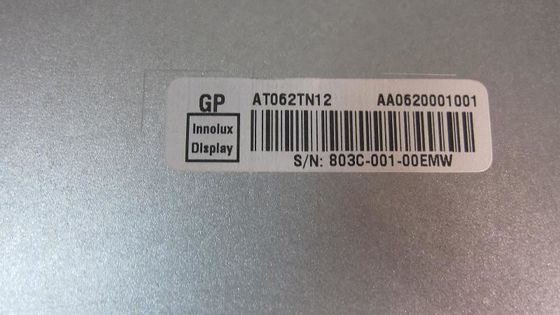 GP
Innolux
Display
AT062TN12 AA0620001001
S/N: 803C-001-00EMW